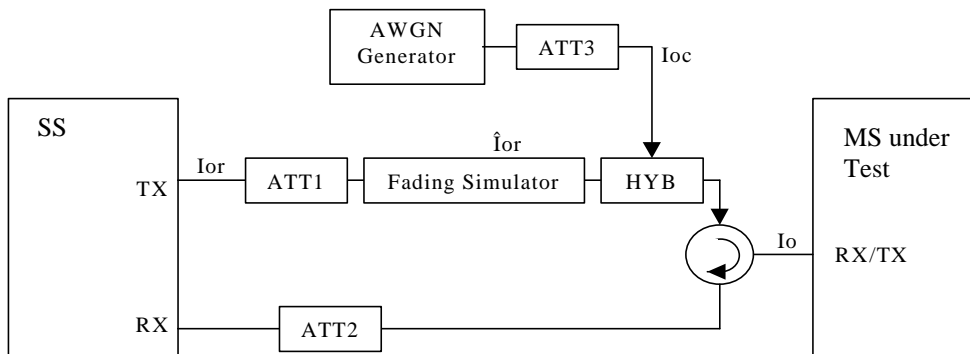 AWGN
Generator
ATT3
Ioc
SS
MS under
Test
Îor
Ior
ATT1
Fading Simulator
HYB
TX
Io
RX/TX
RX
ATT2